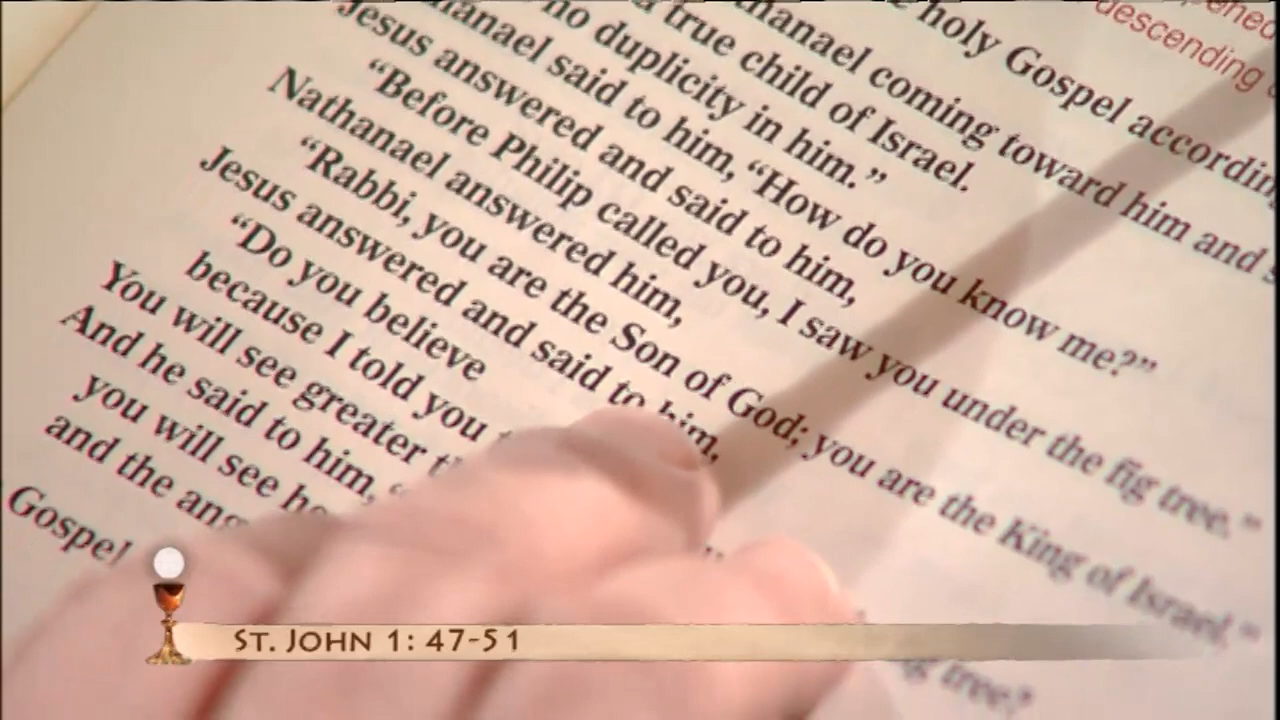 descending
holy Gospel according
thanael coming toward him and
true child of Israel.
no duplicity in him.”
said to him, “How do you know me?”
Jesus answered and said to him,
“Before Philip called you, I saw you under the fig tree.”
Nathanael answered him,
“Rabbi, you are the Son of God; you are the King of Israel.”
Jesus answered and said to him,
“Do you believe
because I told you
tree?
You will see greater
And he said to him, “
you will see
and the
Gospel
ST. JOHN 1: 47-51